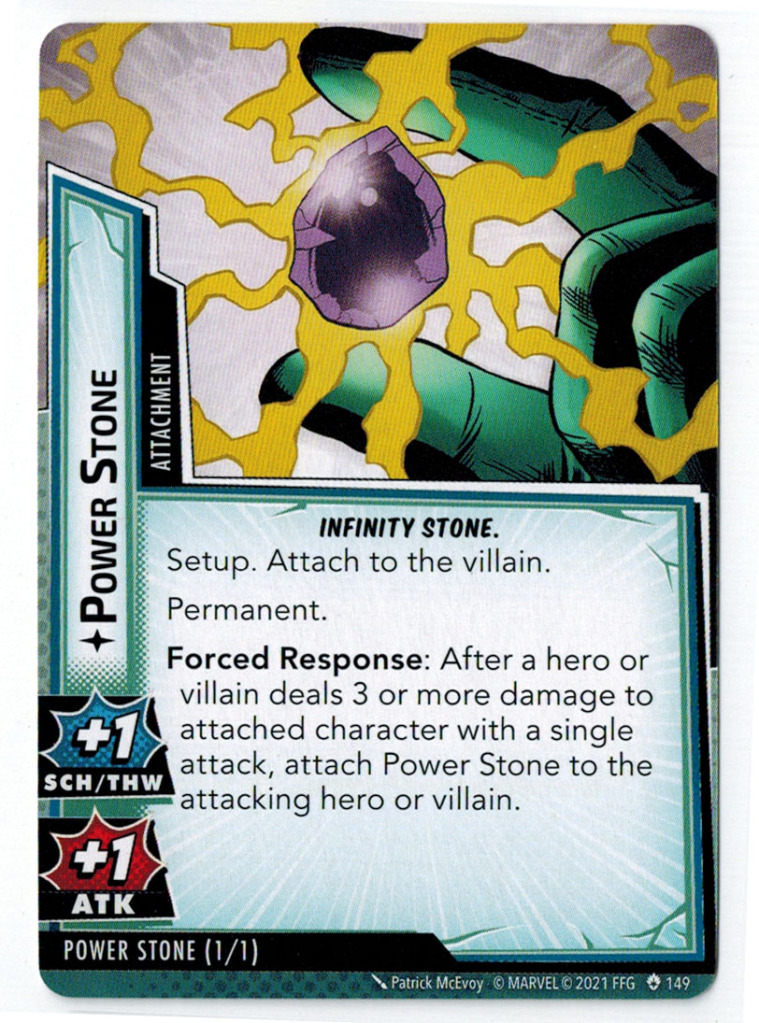 INFINITY STONE.
Setup. Attach to the villain.
Permanent.
Forced Response: After a hero or
villain deals 3 or more damage to
attached character with a single
attack, attach Power Stone to the
attacking hero or villain.
POWER STONE
ATTACHMENT
+1
SCH/THW
+1
ATK
POWER STONE (1/1)
Patrick McEvoy © MARVEL © 2021 FFG 149